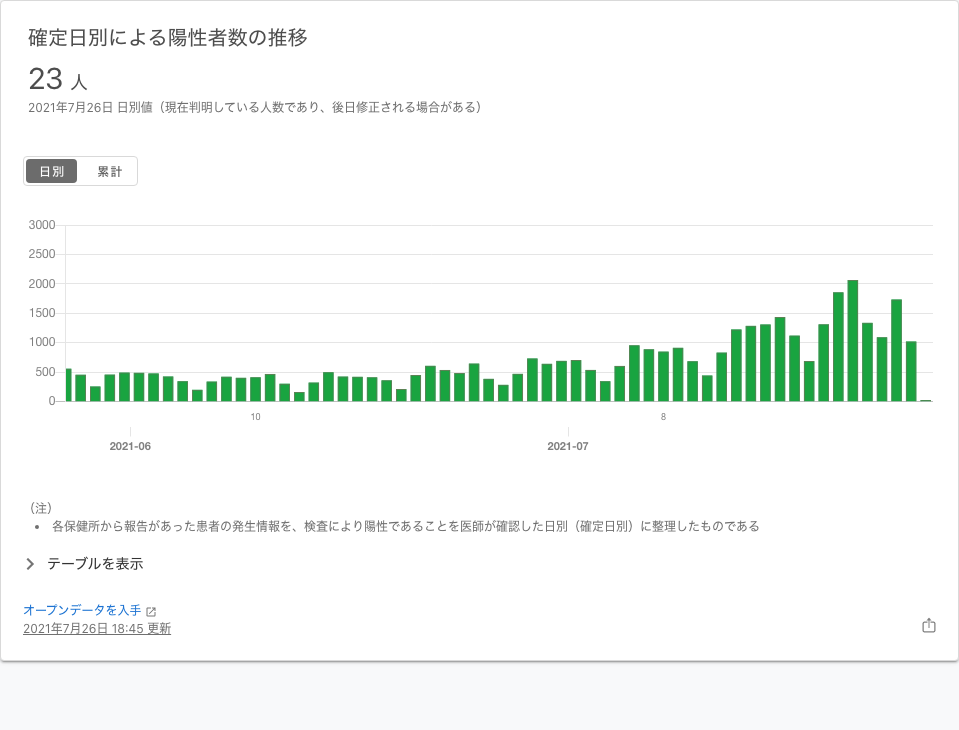 確定日別による陽性者数の推移
23 人
2021年7月26日 日別値（現在判明している人数であり、後日修正される場合がある）
日別 累計
3000
2500
2000
1500
1000
500
0
10 8
2021-06 2021-07
（注）
• 各保健所から報告があった患者の発生情報を、検査により陽性であることを医師が確認した日別（確定日別）に整理したものである
テーブルを表示
オープンデータを入手
2021年7月26日 18:45 更新